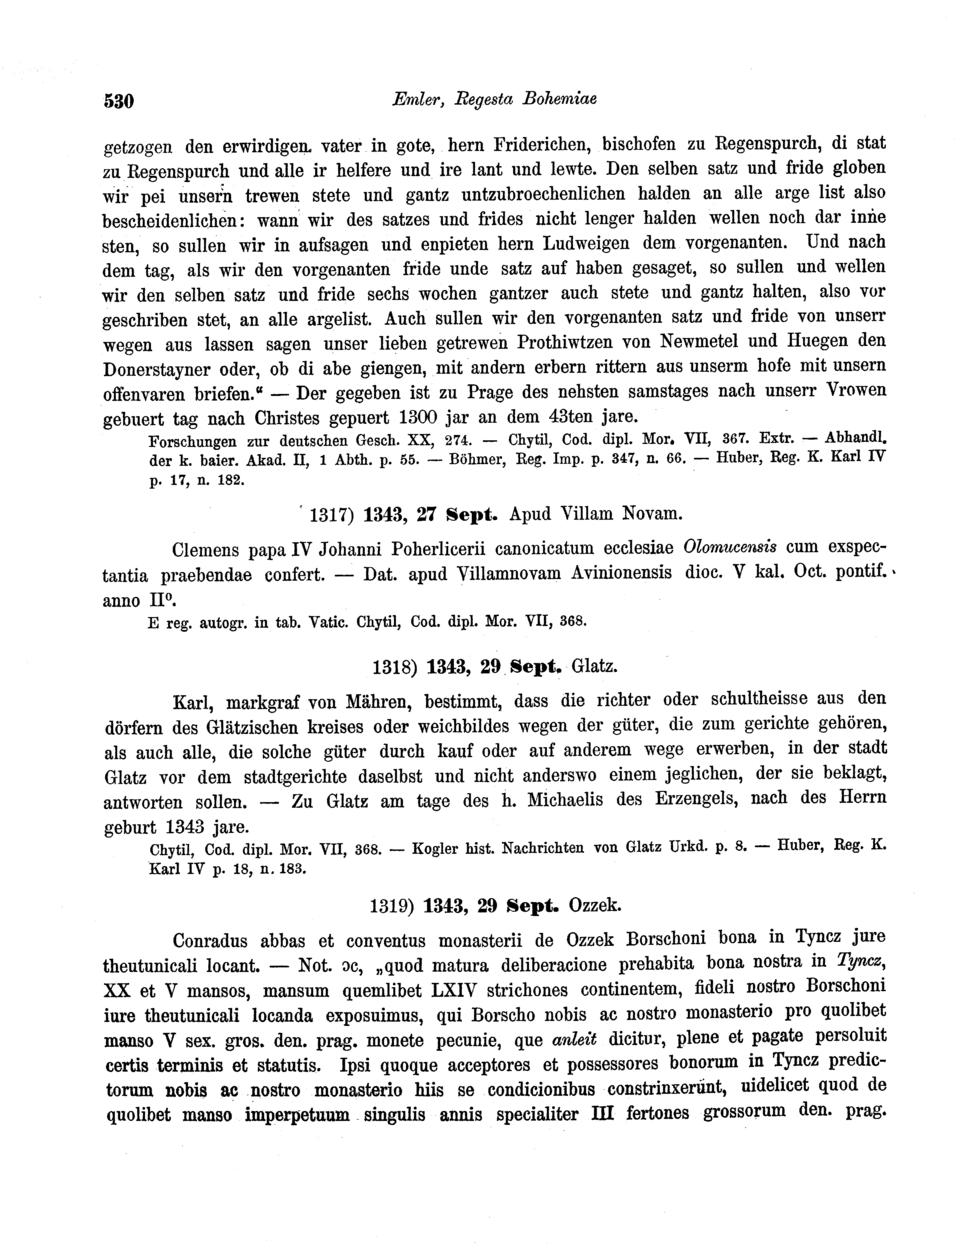 530 Emler, Regesta Bohemiae
getzogen den erwirdigen vater in gote, hern Friderichen, bischofen zu Regenspurch, di stat
zu Regenspurch und alle ir helfere und ire lant und lewte. Den selben satz und fride globen
wir pei unsern trewen stete und gantz untzubroechenlichen halden an alle arge list also
bescheidenlichen: wann wir des satzes und frides nicht lenger halden wellen noch dar inne
sten, so sullen wir in aufsagen und enpieten hern Ludweigen dem vorgenanten. Und nach
dem tag, als wir den vorgenanten fride unde satz auf haben gesaget, so sullen und wellen
wir den selben satz und fride sechs wochen gantzer auch stete und gantz halten, also vor
geschriben stet, an alle argelist. Auch sullen wir den vorgenanten satz und fride von unserr
wegen aus lassen sagen unser lieben getrewen Prothiwtzen von Newmetel und Huegen den
Donerstayner oder, ob di abe giengen, mit andern erbern rittern aus unserm hofe mit unsern
offenvaren briefen.“ — Der gegeben ist zu Prage des nehsten samstages nach unserr Vrowen
gebuert tag nach Christes gepuert 1300 jar an dem 43ten jare.
Forschungen zur deutschen Gesch. XX, 274. — Chytil, Cod. dipl. Mor. VII, 367. Extr. — Abhandl.
der k. baier. Akad. II, 1 Abth. p. 55. — Böhmer, Reg. Imp. p. 347, n. 66. — Huber, Reg. K. Karl IV
p. 17, n. 182.
1317) 1343, 27 Sept. Apud Villam Novam.
Clemens papa IV Johanni Poherlicerii canonicatum ecclesiae Olomucensis cum exspec-
tantia praebendae confert. — Dat. apud Villamnovam Avinionensis dioc. V kal. Oct. pontif.
anno II⁰.
E reg. autogr. in tab. Vatic. Chytil, Cod. dipl. Mor. VII, 368.
1318) 1343, 29 Sept. Glatz.
Karl, markgraf von Mähren, bestimmt, dass die richter oder schultheisse aus den
dörfern des Glätzischen kreises oder weichbildes wegen der güter, die zum gerichte gehören,
als auch alle, die solche güter durch kauf oder auf anderem wege erwerben, in der stadt
Glatz vor dem stadtgerichte daselbst und nicht anderswo einem jeglichen, der sie beklagt,
antworten sollen. — Zu Glatz am tage des h. Michaelis des Erzengels, nach des Herrn
geburt 1343 jare.
Chytil, Cod. dipl. Mor. VII, 368. — Kogler hist. Nachrichten von Glatz Urkd. p. 8. — Huber, Reg. K.
Karl IV p. 18, n. 183.
1319) 1343, 29 Sept. Ozzek.
Conradus abbas et conventus monasterii de Ozzek Borschoni bona in Tyncz jure
theutunicali locant. — Not. ɔc, „quod matura deliberacione prehabita bona nostra in Tyncz,
XX et V mansos, mansum quemlibet LXIV strichones continentem, fideli nostro Borschoni
iure theutunicali locanda exposuimus, qui Borscho nobis ac nostro monasterio pro quolibet
manso V sex. gros. den. prag. monete pecunie, que anleit dicitur, plene et pagate persoluit
certis terminis et statutis. Ipsi quoque acceptores et possessores bonorum in Tyncz predic-
torum nobis ac nostro monasterio hiis se condicionibus constrinxerunt, uidelicet quod de
quolibet manso imperpetuum singulis annis specialiter III fertones grossorum den. prag.